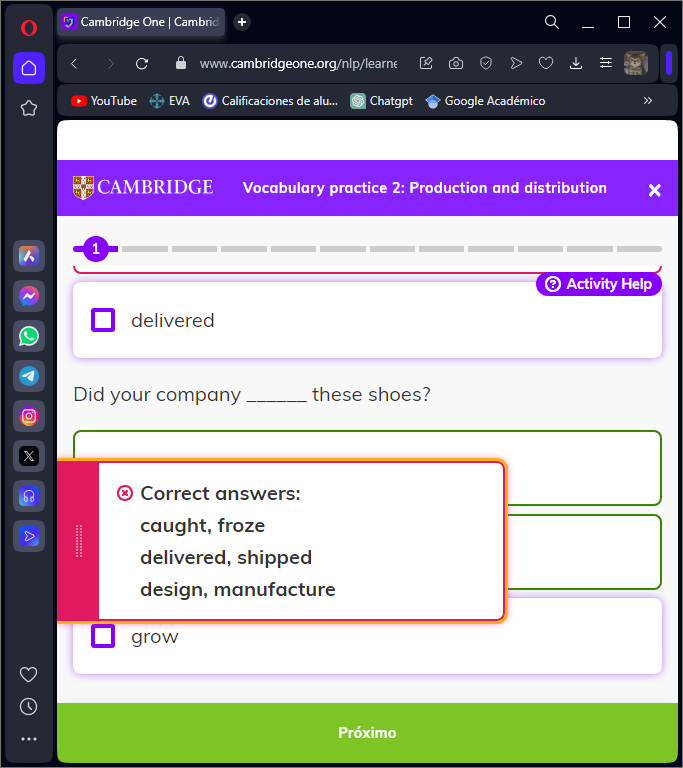 Cambridge One | Cambrid
www.cambridgeone.org/nlp/learne
YouTube
EVA
Calificaciones de alu...
Chatgpt
Google Académico
CAMBRIDGE
Vocabulary practice 2: Production and distribution
1
Activity Help
delivered
Did your company ______ these shoes?
Correct answers:
caught, froze
delivered, shipped
design, manufacture
grow
Próximo